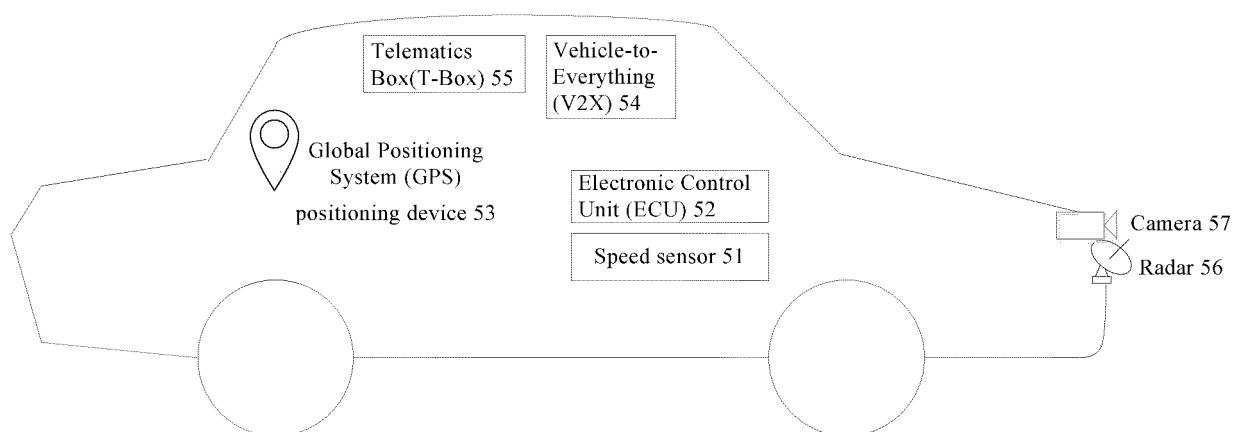 Telematics
Box(T-Box) 55
Vehicle-to-
Everything
(V2X) 54
Global Positioning
System (GPS)
positioning device 53
Electronic Control
Unit (ECU) 52
Speed sensor 51
Camera 57
Radar 56